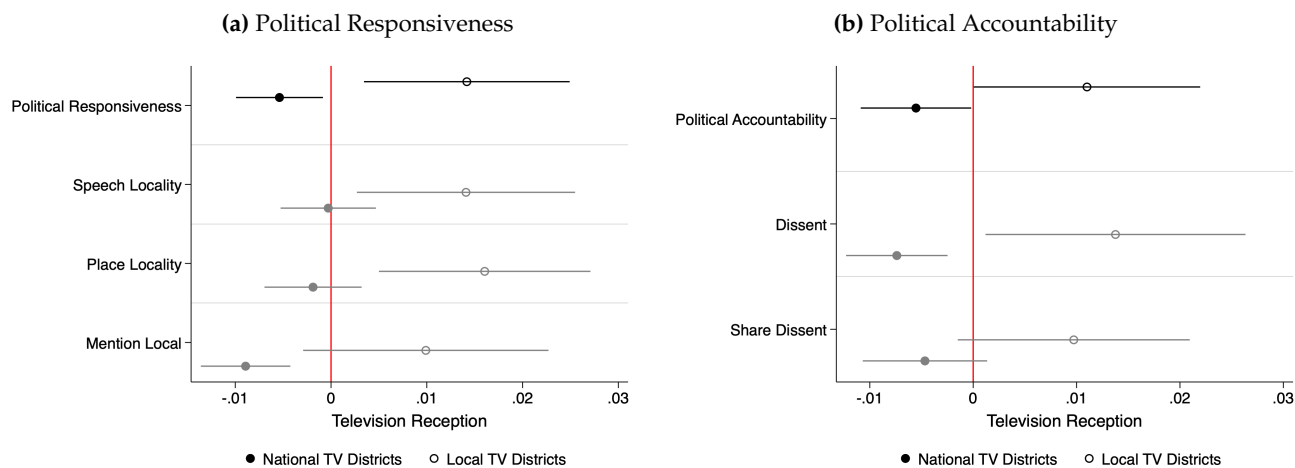 (a) Political Responsiveness
Political Responsiveness
Speech Locality
Place Locality
Mention Local
-.01 0 .01 .02 .03
Television Reception
National TV Districts Local TV Districts
(b) Political Accountability
Political Accountability
Dissent
Share Dissent
-.01 0 .01 .02 .03
Television Reception
National TV Districts Local TV Districts